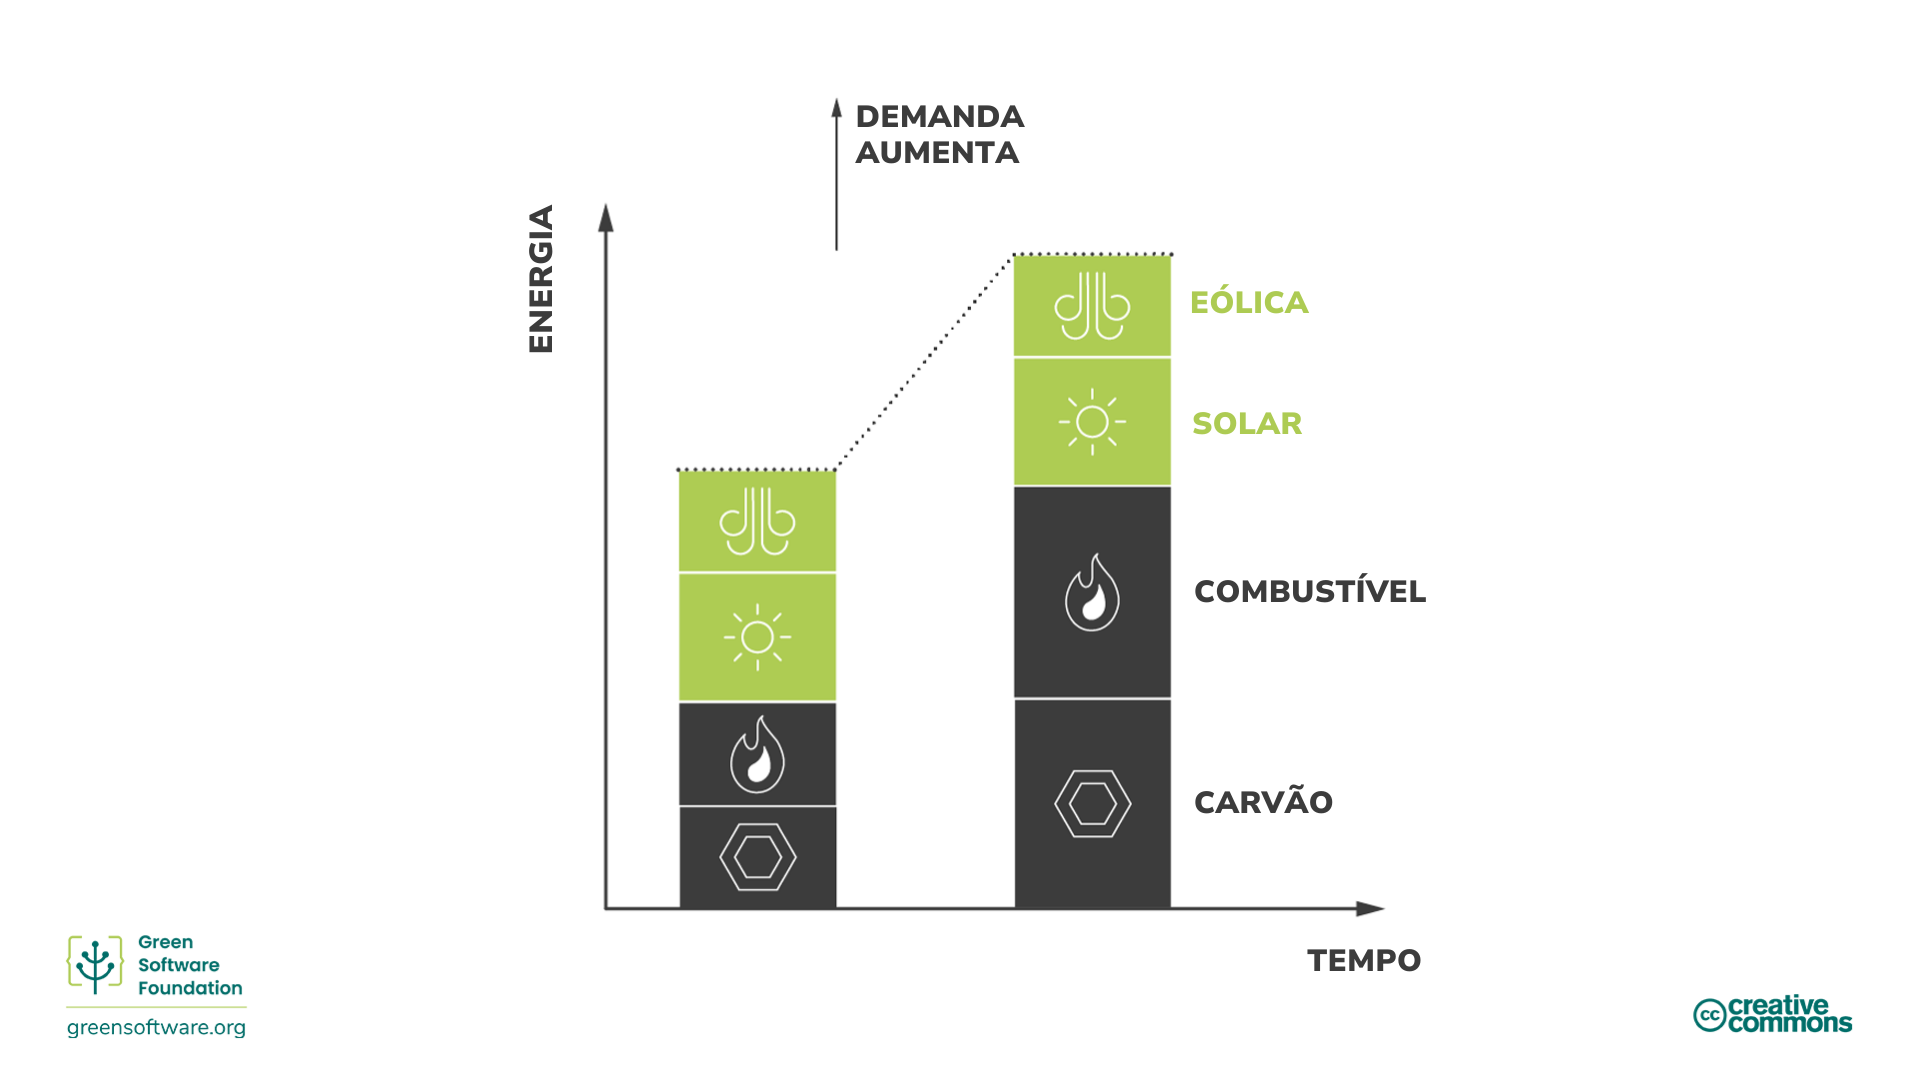 DEMANDA
AUMENTA
ENERGIA
EÓLICA
SOLAR
COMBUSTÍVEL
CARVÃO
TEMPO
Green
Software
Foundation
greensoftware.org
cc creative
commons